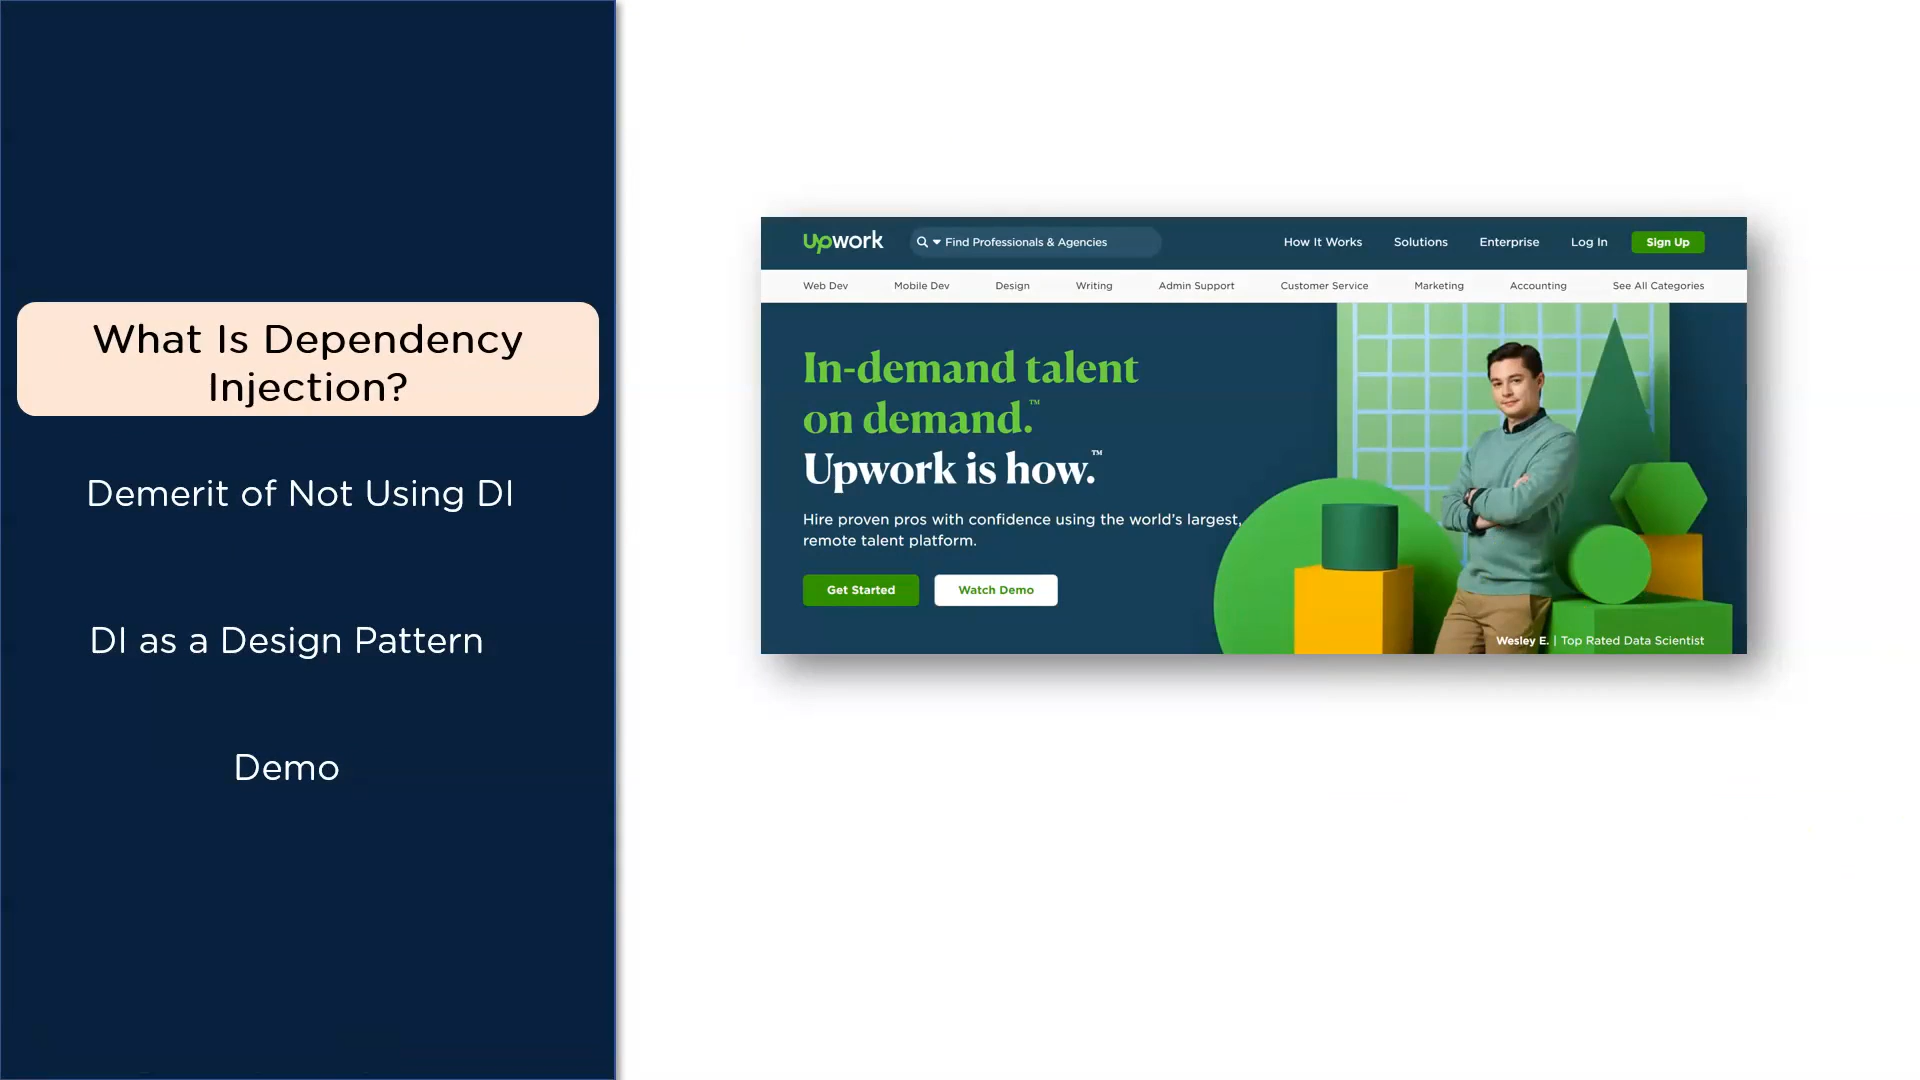 What Is Dependency
Injection?
Demerit of Not Using DI
DI as a Design Pattern
Demo
upwork
Find Professionals & Agencies
How It Works
Solutions
Enterprise
Log In
Sign Up
Web Dev
Mobile Dev
Design
Writing
Admin Support
Customer Service
Marketing
Accounting
See All Categories
In-demand talent
on demand.™
Upwork is how.™
Hire proven pros with confidence using the world’s largest,
remote talent platform.
Get Started
Watch Demo
Wesley E. | Top Rated Data Scientist